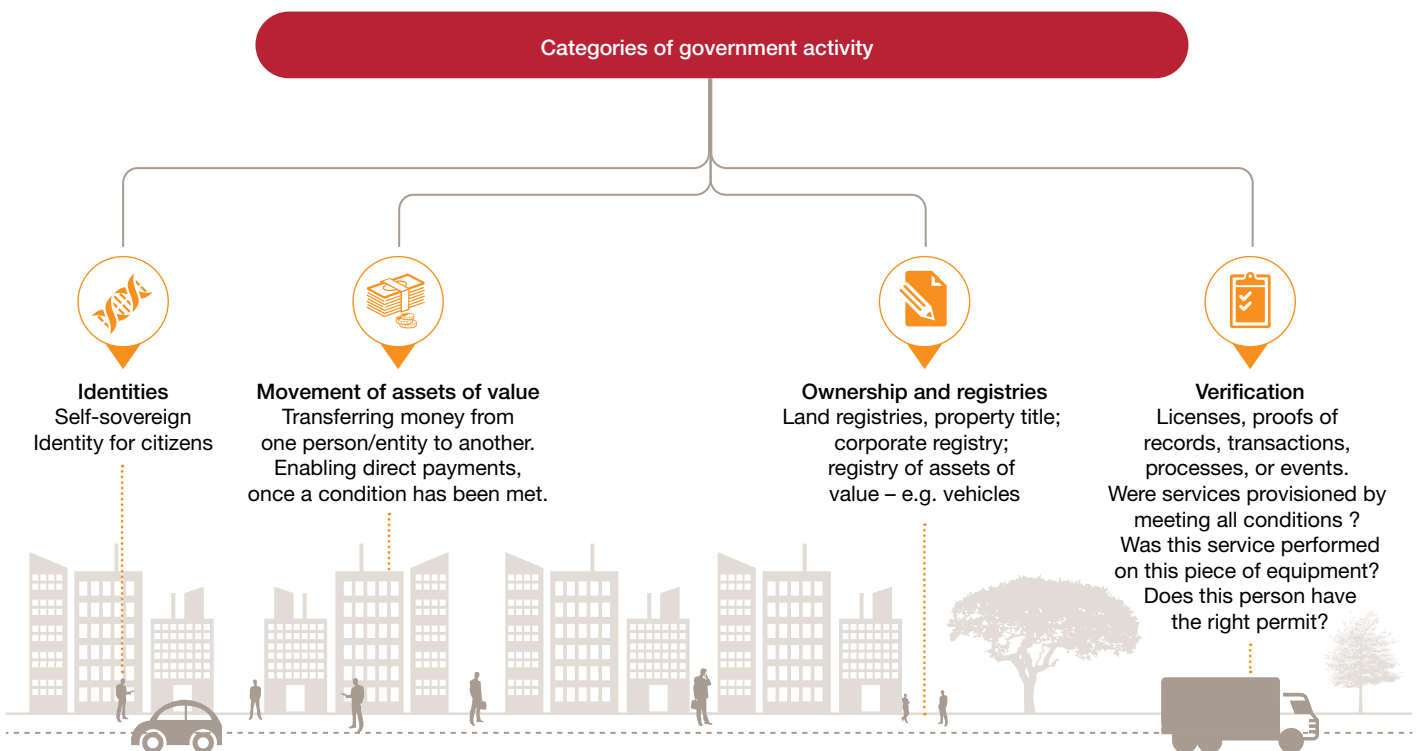 Categories of government activity
Identities
Self-sovereign
Identity for citizens
Movement of assets of value
Transferring money from
one person/entity to another.
Enabling direct payments,
once a condition has been met.
Ownership and registries
Land registries, property title;
corporate registry;
registry of assets of
value – e.g. vehicles
Verification
Licenses, proofs of
records, transactions,
processes, or events.
Were services provisioned by
meeting all conditions ?
Was this service performed
on this piece of equipment?
Does this person have
the right permit?